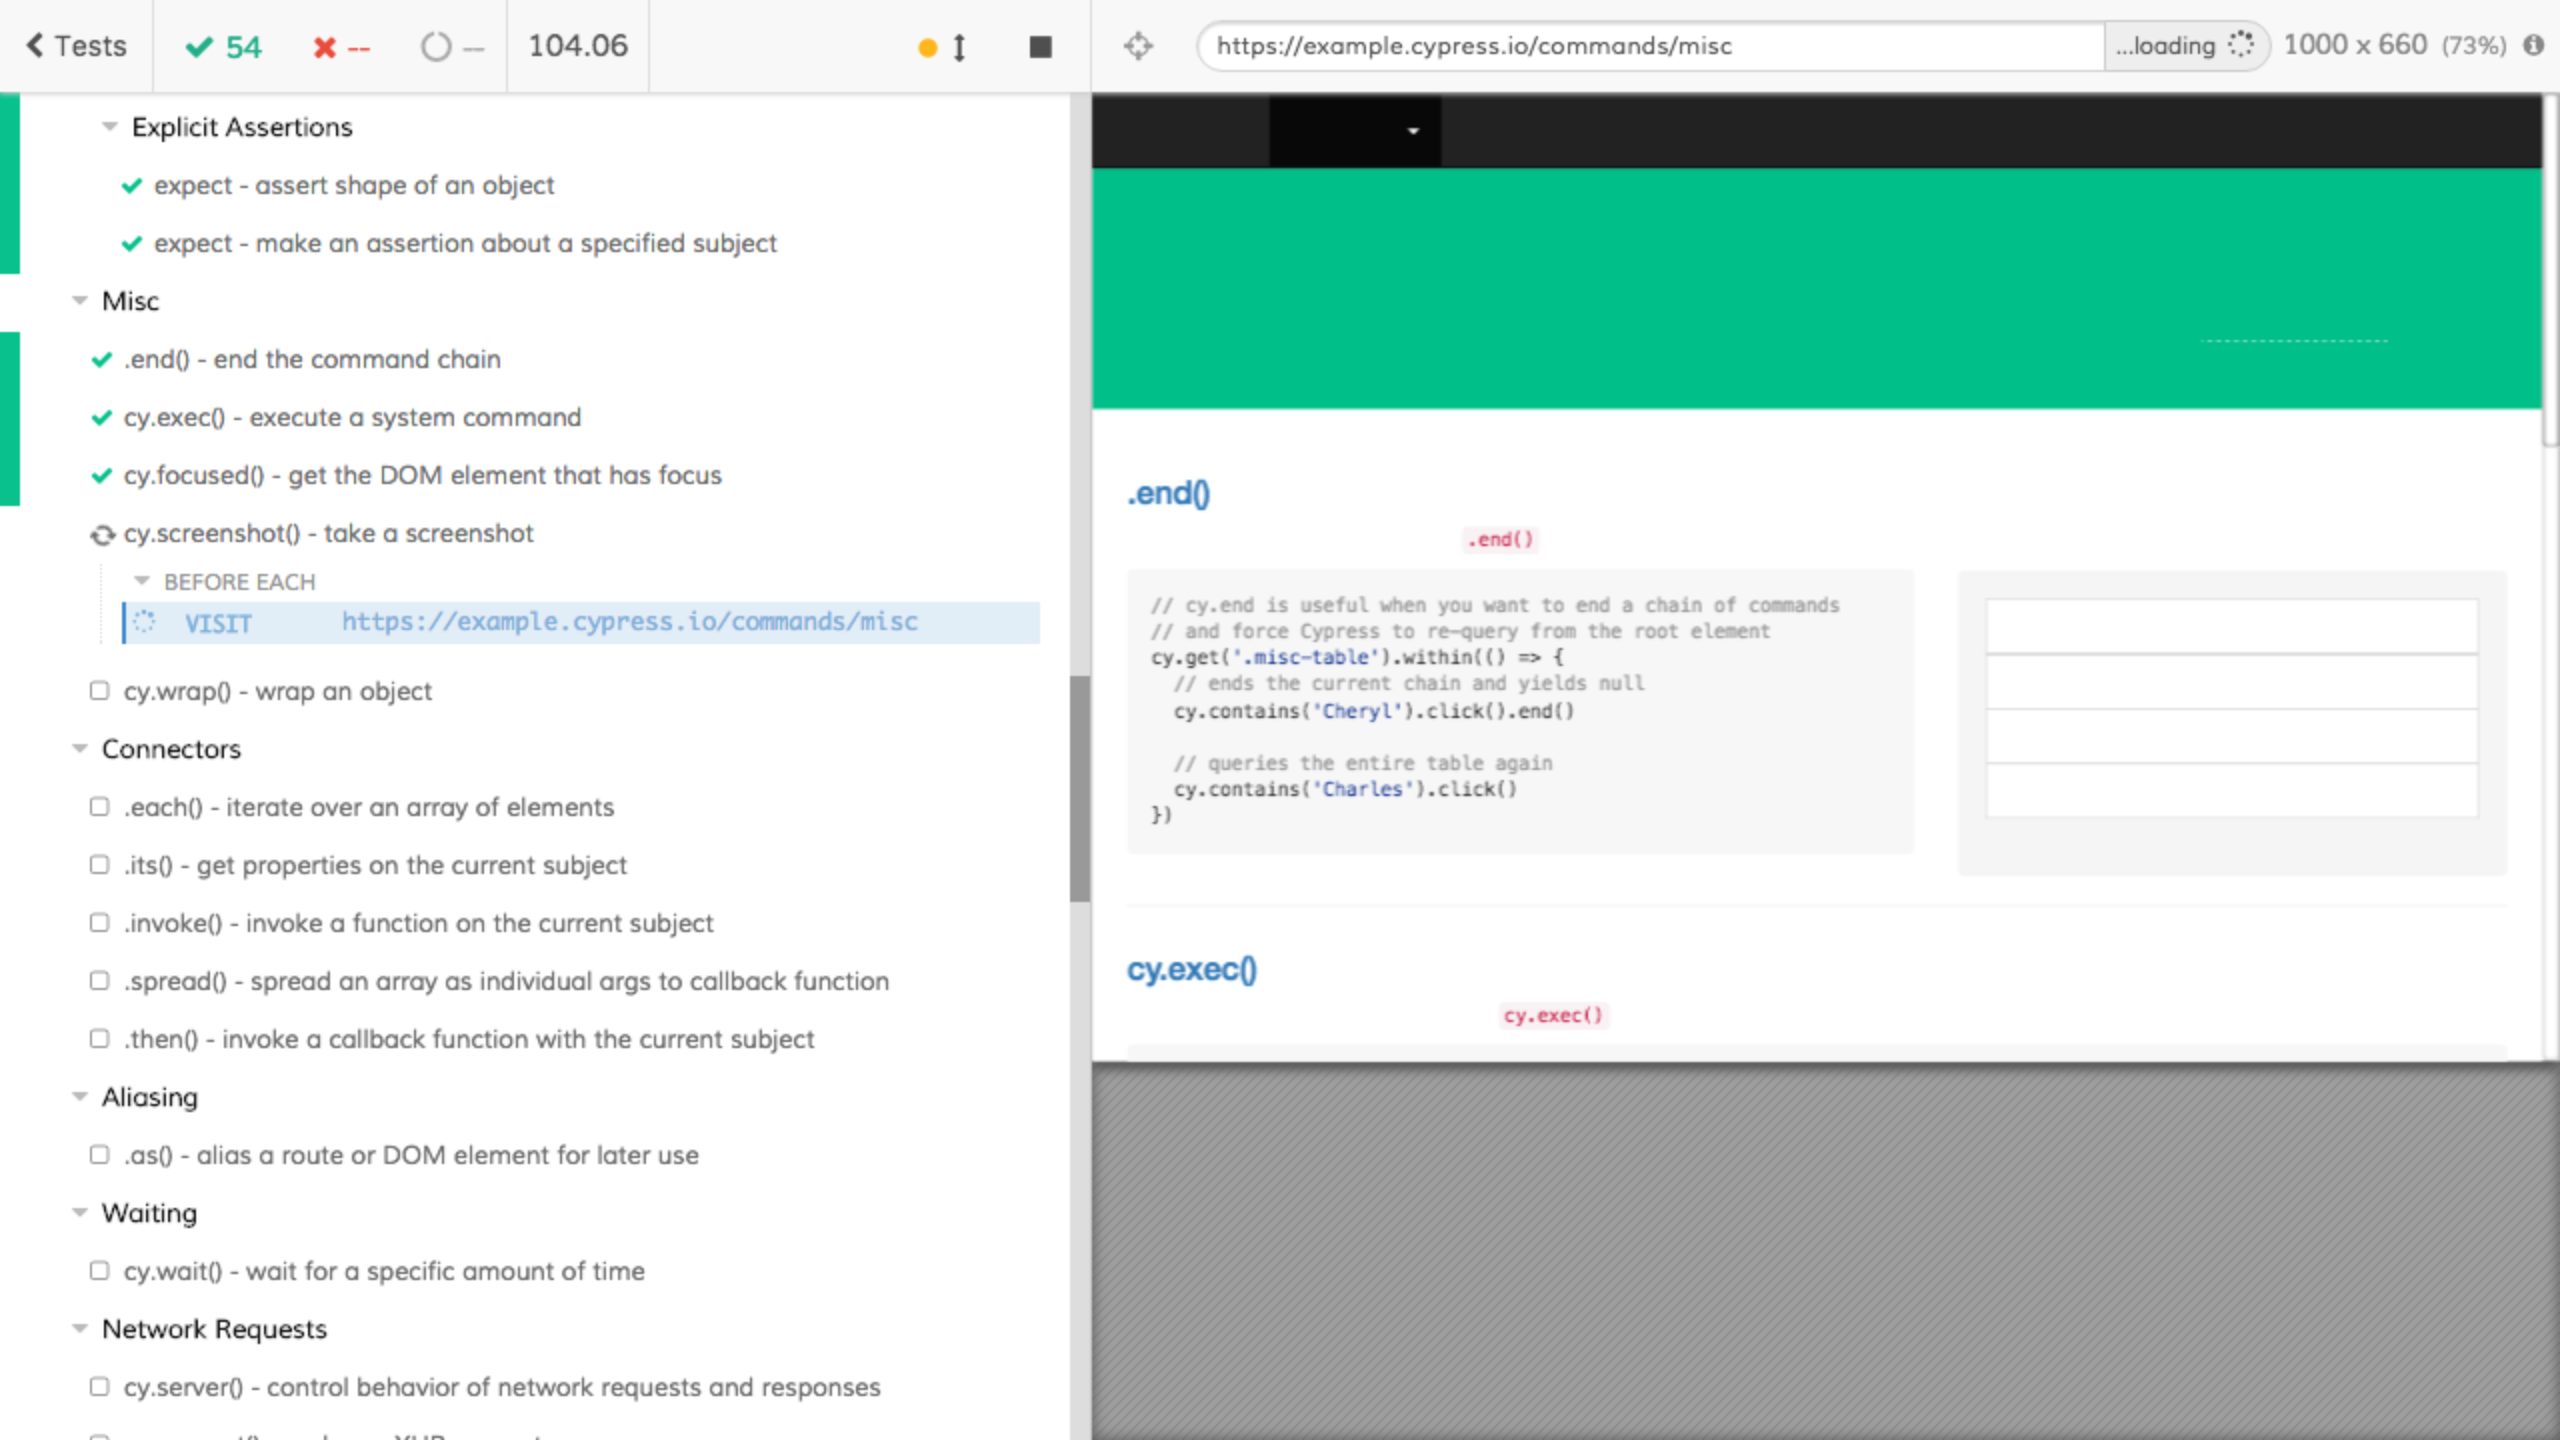 Tests
54
--
--
104.06
https://example.cypress.io/commands/misc
...loading
1000 x 660 (73%)
Explicit Assertions
expect - assert shape of an object
expect - make an assertion about a specified subject
Misc
.end() - end the command chain
cy.exec() - execute a system command
cy.focused() - get the DOM element that has focus
cy.screenshot() - take a screenshot
BEFORE EACH
VISIT https://example.cypress.io/commands/misc
cy.wrap() - wrap an object
Connectors
.each() - iterate over an array of elements
.its() - get properties on the current subject
.invoke() - invoke a function on the current subject
.spread() - spread an array as individual args to callback function
.then() - invoke a callback function with the current subject
Aliasing
.as() - alias a route or DOM element for later use
Waiting
cy.wait() - wait for a specific amount of time
Network Requests
cy.server() - control behavior of network requests and responses
.end()
.end()
// cy.end is useful when you want to end a chain of commands
// and force Cypress to re-query from the root element
cy.get('.misc-table').within(() => {
// ends the current chain and yields null
cy.contains('Cheryl').click().end()
// queries the entire table again
cy.contains('Charles').click()
})
cy.exec()
cy.exec()